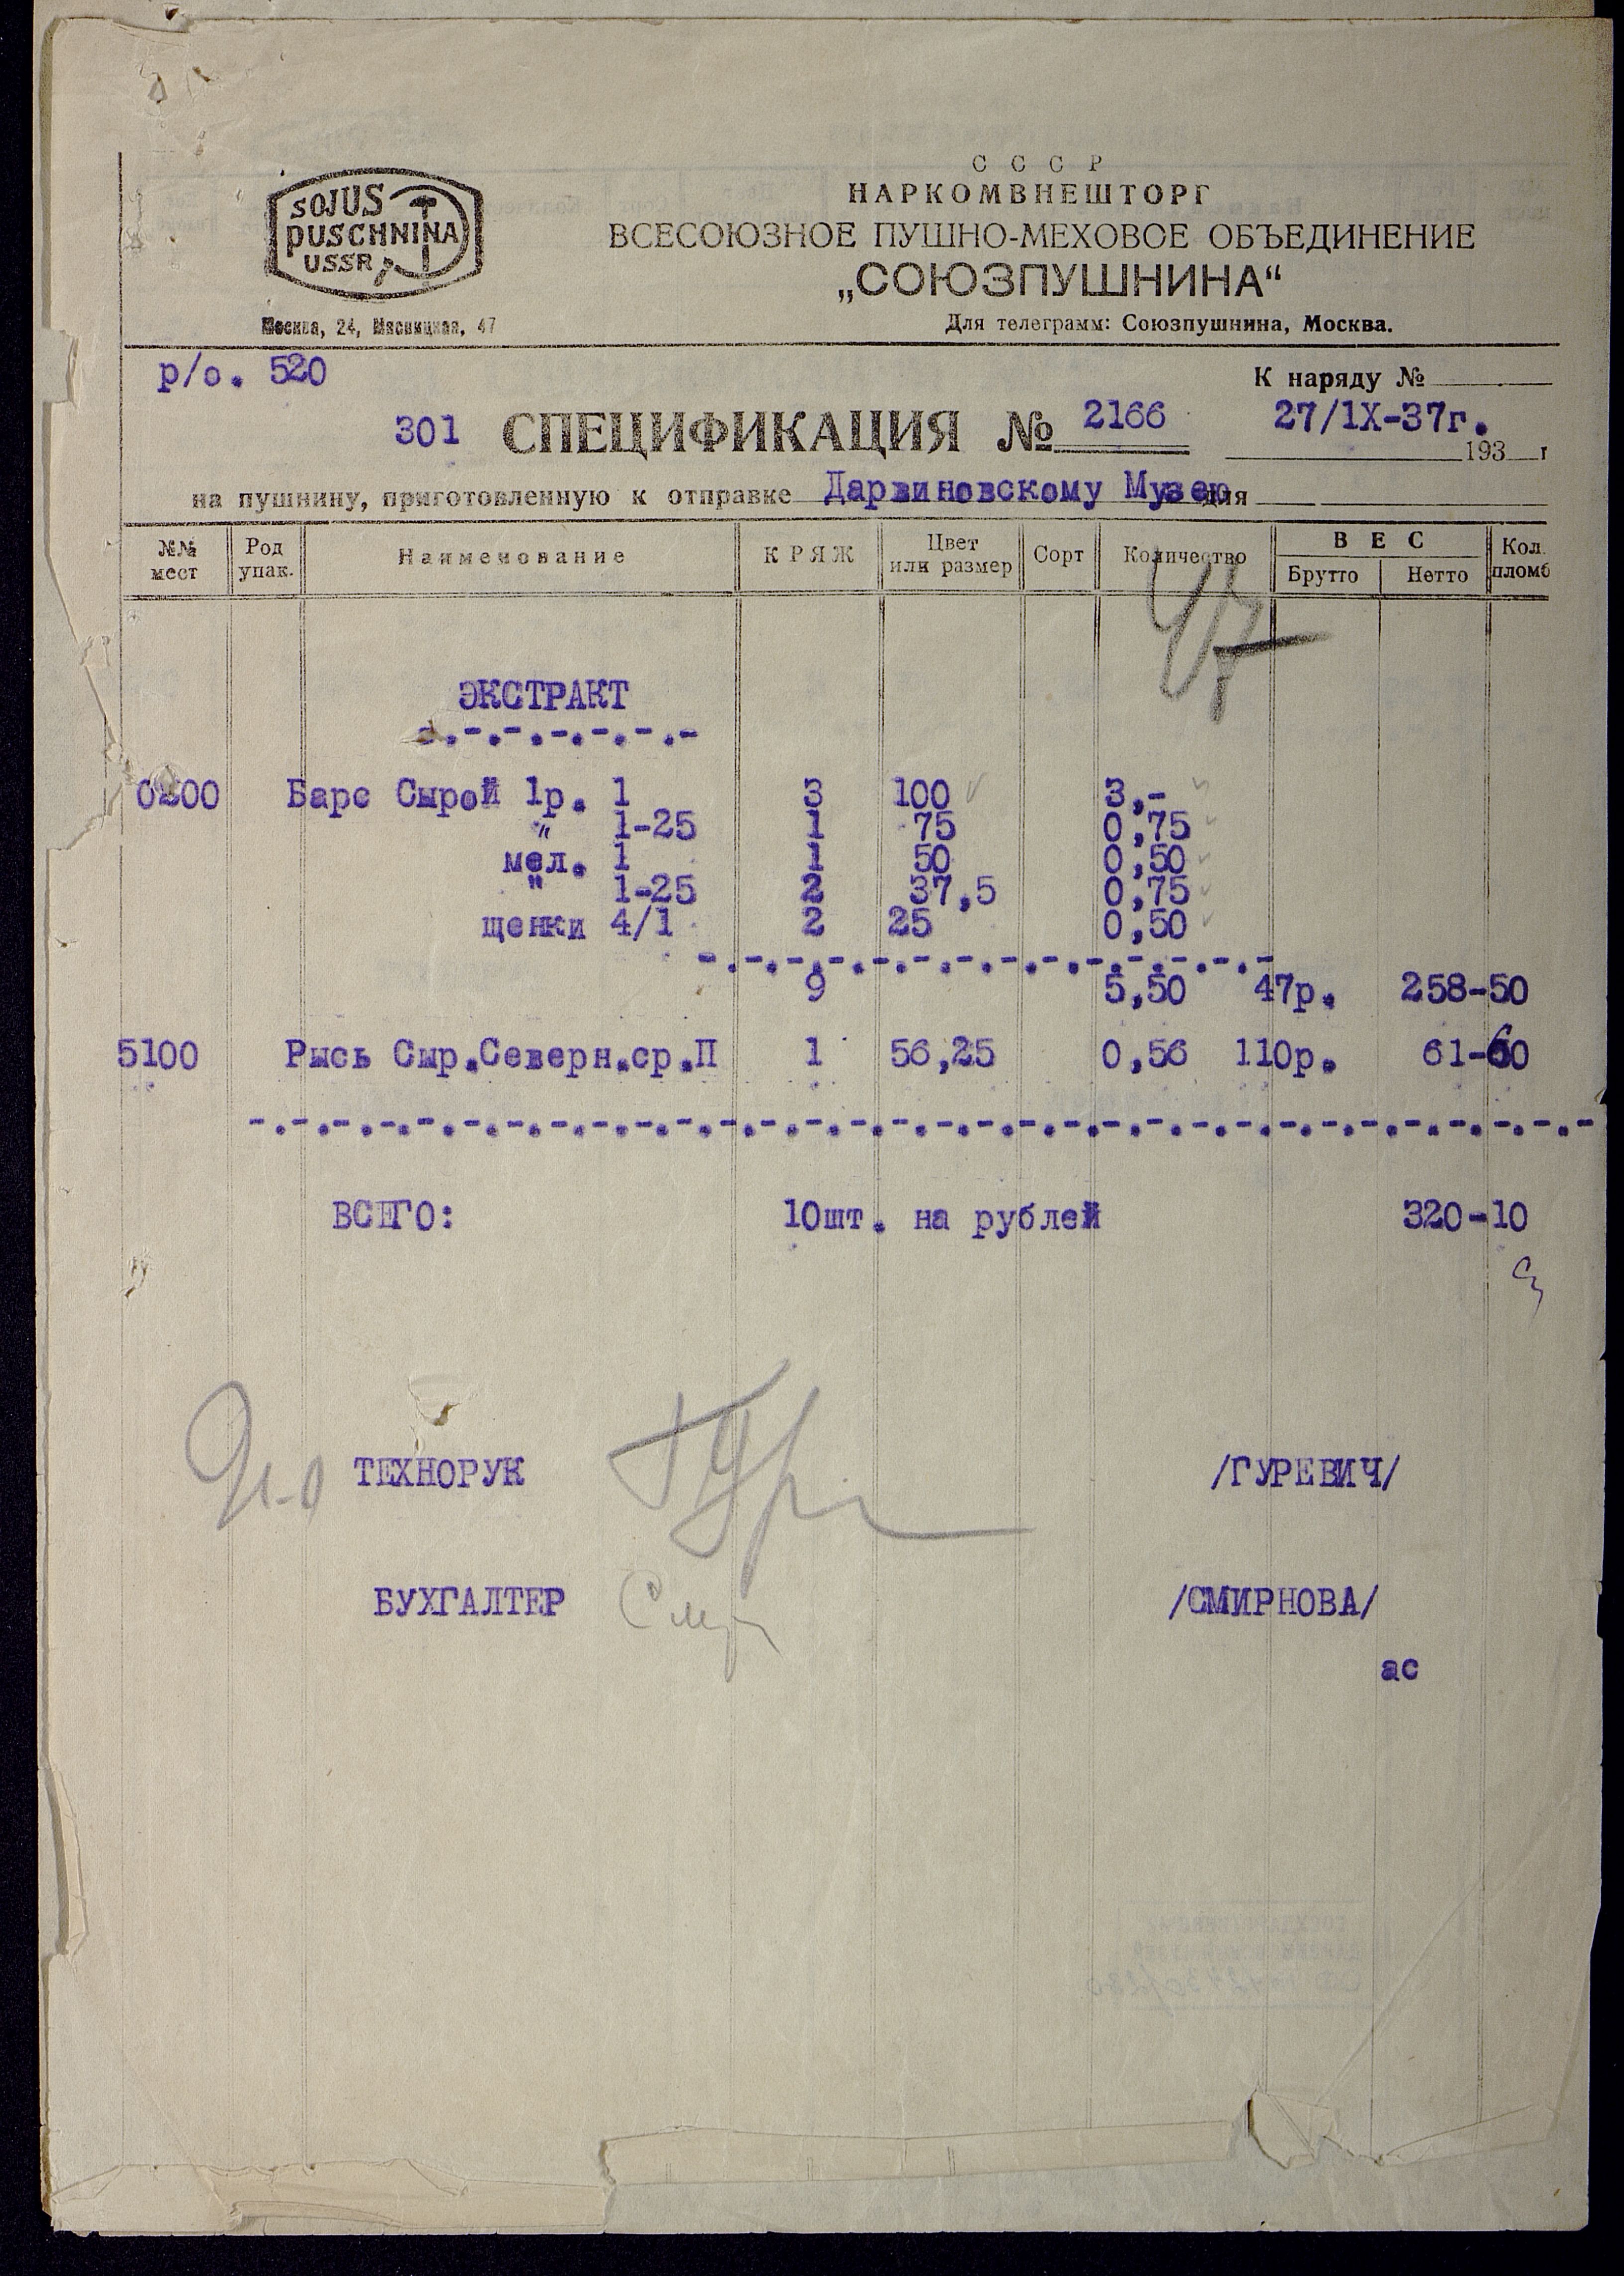 СССР
НАРКОМВНЕШТОРГ
ВСЕСОЮЗНОЕ ПУШНО-МЕХОВОЕ ОБЪЕДИНЕНИЕ
„СОЮЗПУШНИНА“
SOJUS
PUSCHNINA
USSR
Москва, 24, Мясницкая, 47
Для телеграмм: Союзпушнина, Москва.
р/о. 520
К наряду №
301 СПЕЦИФИКАЦИЯ № 2166 27/IX-37г.
193 г
на пушнину, приготовленную к отправке Дарвиновскому Музею для
№№ мест Род упак. Наименование КРЯЖ Цвет или размер Сорт Количество ВЕС Брутто Нетто Кол. пломб
47
ЭКСТРАКТ
0200 Барс Сырой 1р. 1 3 100 3,-
" 1-25 1 75 0,75
мел. 1 1 50 0,50
" 1-25 2 37,5 0,75
щенки 4/1 2 25 0,50
9 5,50 47р. 258-50
5100 Рысь Сыр.Северн.ср.П 1 56,25 0,56 110р. 61-60
ВСЕГО: 10шт. на рублей 320-10
ТЕХНОРУК /ГУРЕВИЧ/
БУХГАЛТЕР /СМИРНОВА/
ас